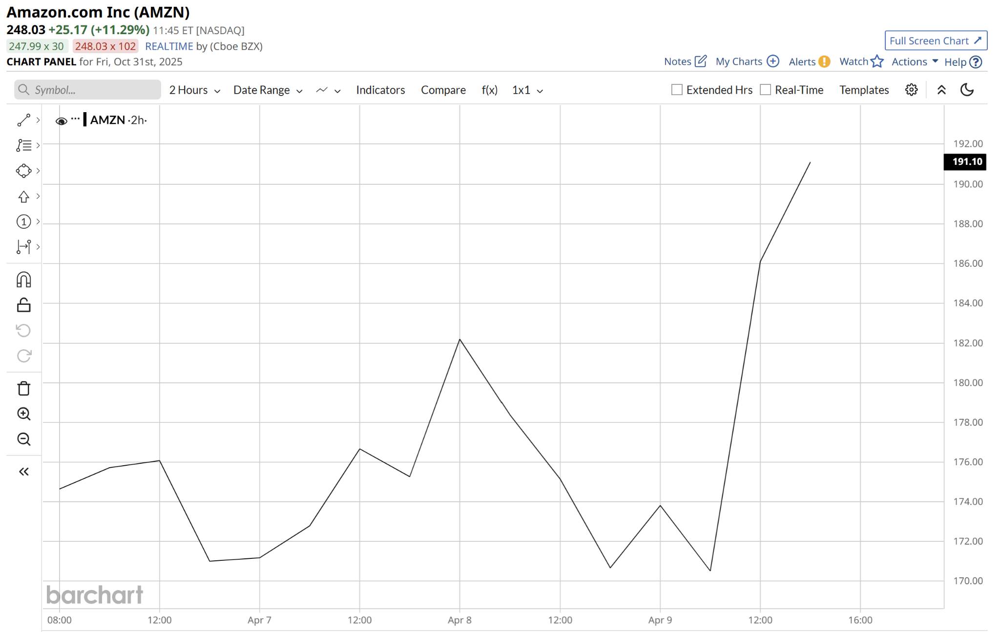 Amazon.com Inc (AMZN)
248.03 +25.17 (+11.29%) 11:45 ET [NASDAQ]
247.99 x 30 248.03 x 102 REALTIME by (Cboe BZX)
Full Screen Chart
CHART PANEL for Fri, Oct 31st, 2025
Notes My Charts Alerts Watch Actions Help
Symbol... 2 Hours Date Range Indicators Compare f(x) 1x1 Extended Hrs Real-Time Templates
AMZN ·2h·
192.00
191.10
190.00
188.00
1
186.00
184.00
182.00
180.00
178.00
176.00
174.00
172.00
170.00
barchart
08:00 12:00 Apr 7 12:00 Apr 8 12:00 Apr 9 12:00 16:00